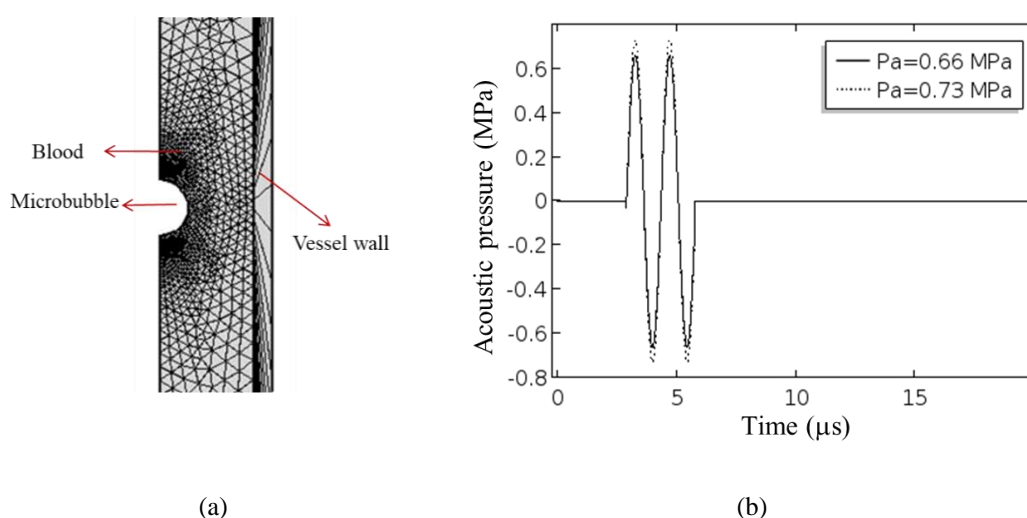 Blood
Microbubble
Vessel wall
(a)
Acoustic pressure (MPa)
0.6
0.4
0.2
0
-0.2
-0.4
-0.6
-0.8
Pa=0.66 MPa
Pa=0.73 MPa
0
5
10
15
Time (μs)
(b)